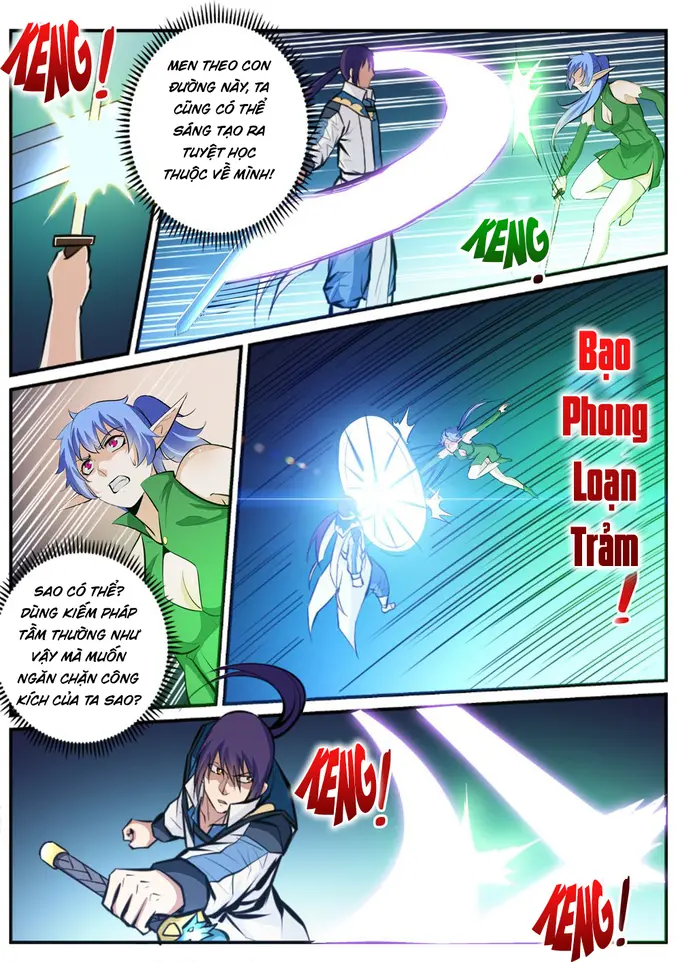 KENG!
MEN THEO CON
ĐƯỜNG NÀY, TA
CŨNG CÓ THỂ
SÁNG TẠO RA
TUYỆT HỌC
THUỘC VỀ MÌNH!
KENG!
BẠO
PHONG
LOẠN
TRẢM
!
SAO CÓ THỂ?
DÙNG KIẾM PHÁP
TẦM THƯỜNG NHƯ
VẬY MÀ MUỐN
NGĂN CHẶN CÔNG
KÍCH CỦA TA SAO?
KENG!
KENG!